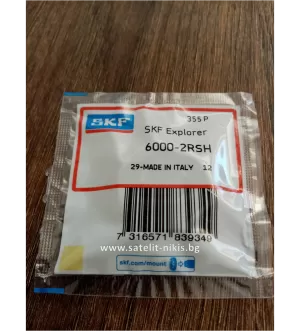 355P
SKF
SKF Explorer
6000-2RSH
29-MADE IN ITALY 12
7 316571 839349
www.satelit-nikis.bg
skf.com/mount